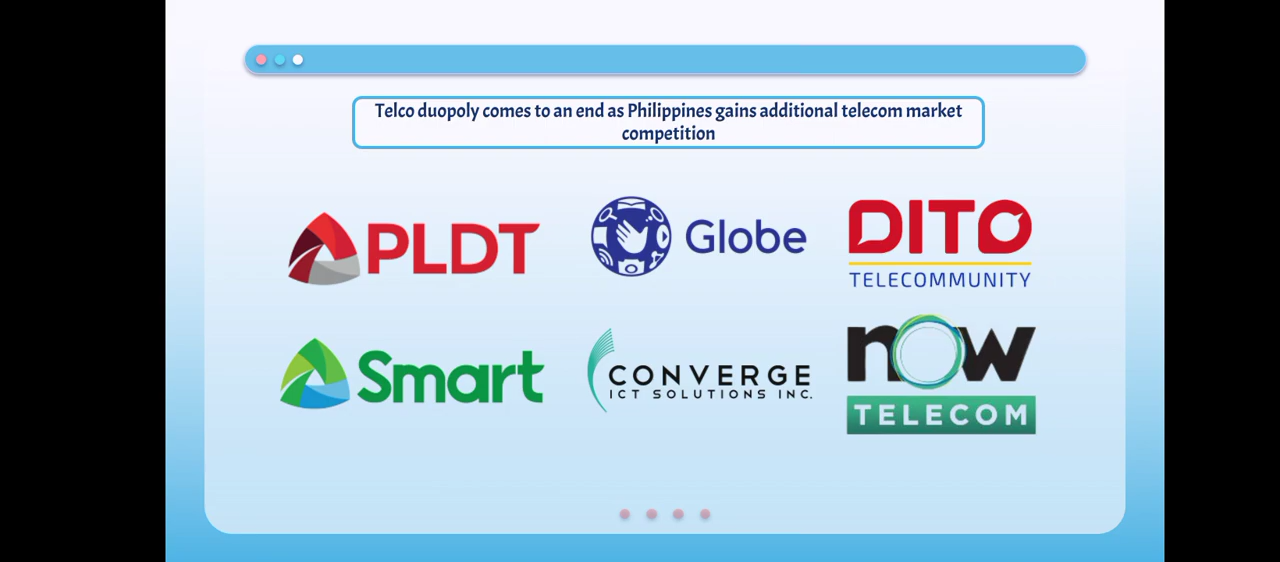 Telco duopoly comes to an end as Philippines gains additional telecom market
competition
PLDT
Globe
DITO
TELECOMMUNITY
Smart
CONVERGE
ICT SOLUTIONS INC.
now
TELECOM